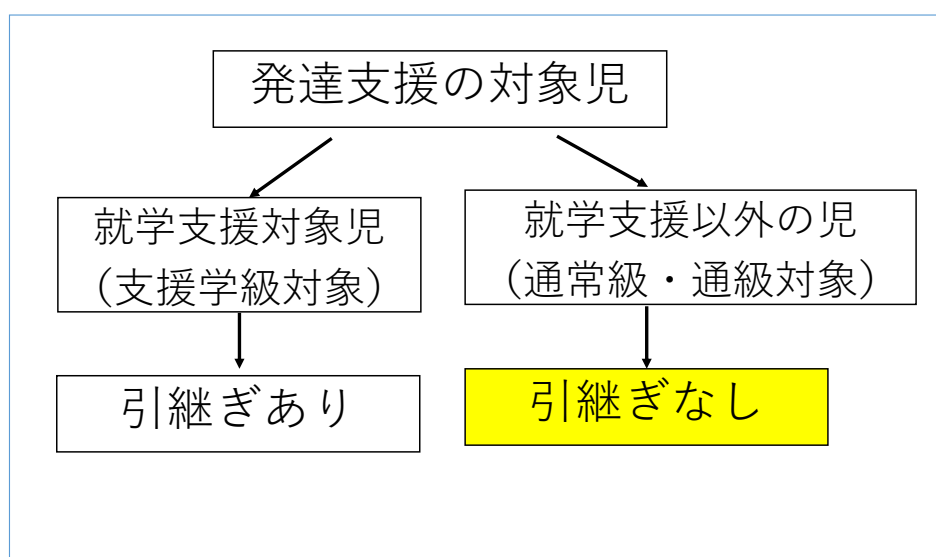 発達支援の対象児
就学支援対象児
（支援学級対象）
就学支援以外の児
（通常級・通級対象）
引継ぎあり
引継ぎなし